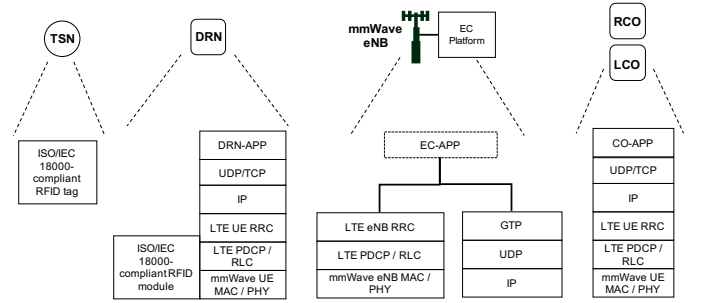 TSN
DRN
mmWave
eNB
EC
Platform
RCO
LCO
ISO/IEC
18000-
compliant
RFID tag
DRN-APP
UDP/TCP
IP
LTE UE RRC
LTE PDCP /
RLC
mmWave UE
MAC / PHY
ISO/IEC
18000-
compliant RFID
module
EC-APP
LTE eNB RRC
LTE PDCP / RLC
mmWave eNB MAC /
PHY
GTP
UDP
IP
CO-APP
UDP/TCP
IP
LTE UE RRC
LTE PDCP /
RLC
mmWave UE
MAC / PHY